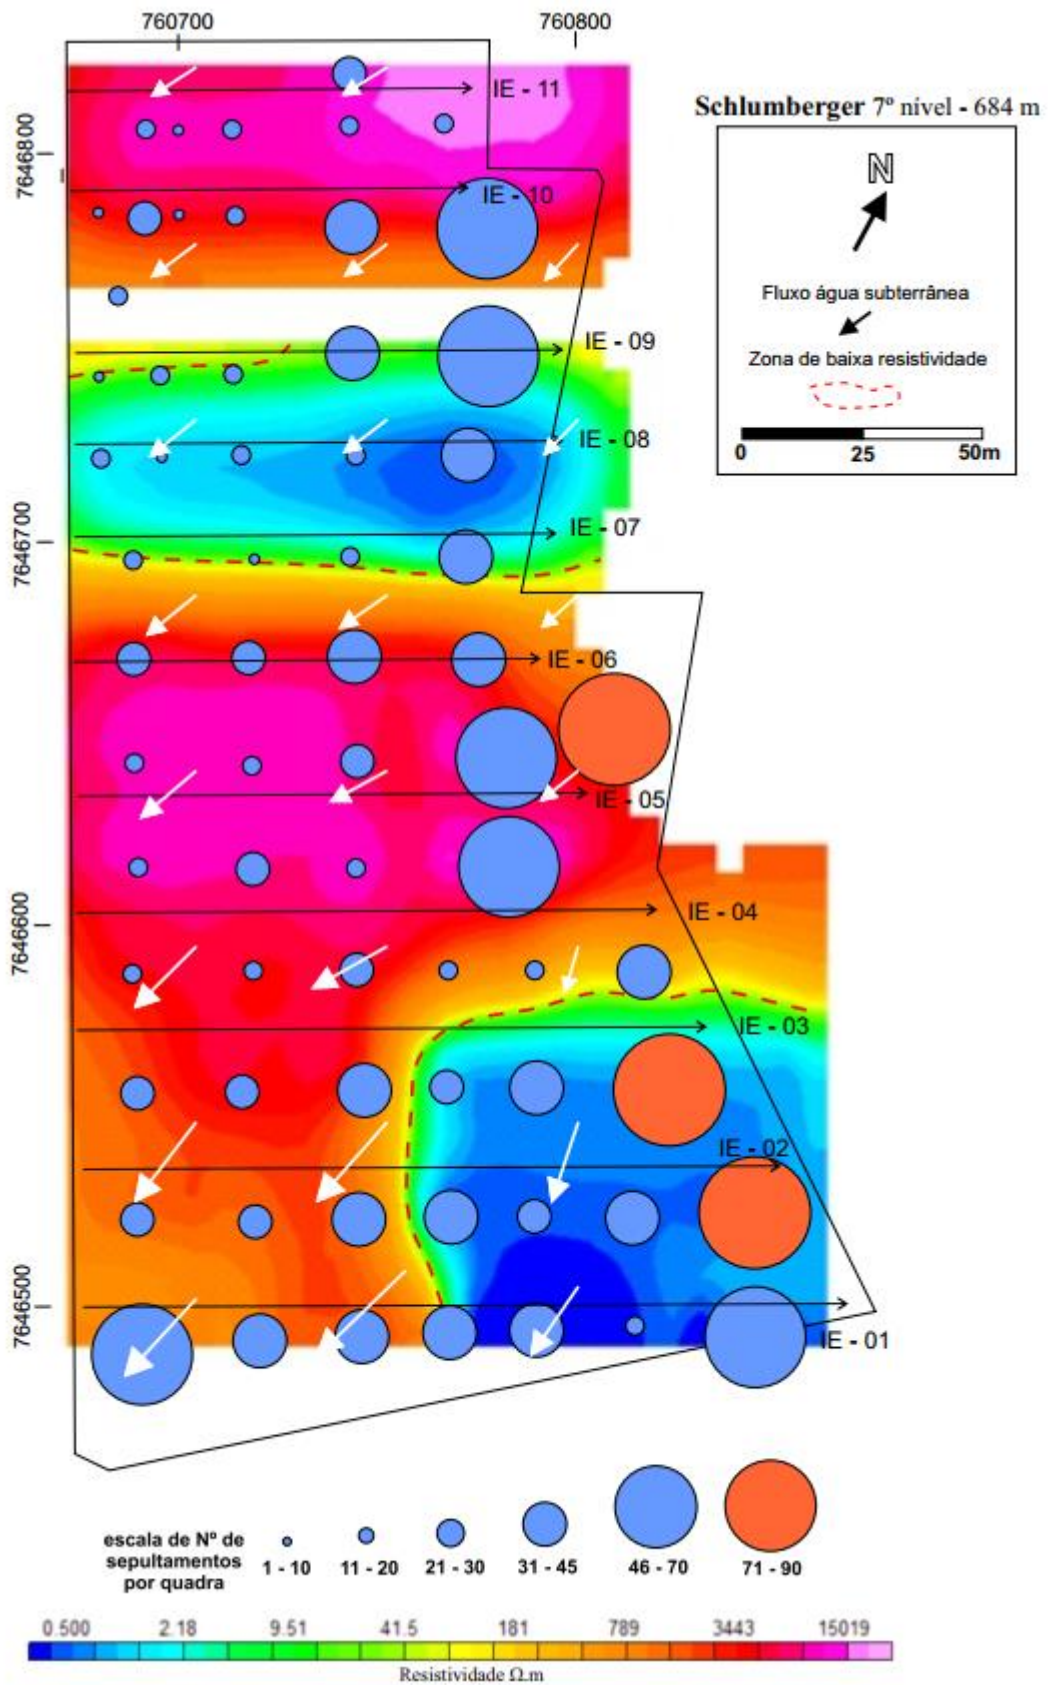 760700
760800
IE - 11
Schlumberger 7º nível - 684 m
7646800
N
IE - 10
Fluxo água subterrânea
IE - 09
Zona de baixa resistividade
IE - 08
0 25 50m
IE - 07
7646700
IE - 06
IE - 05
IE - 04
7646600
IE - 03
IE - 02
7646500
IE - 01
escala de Nº de
sepultamentos
por quadra
1 - 10 11 - 20 21 - 30 31 - 45 46 - 70 71 - 90
0.500 2.18 9.51 41.5 181 789 3443 15019
Resistividade Ω.m